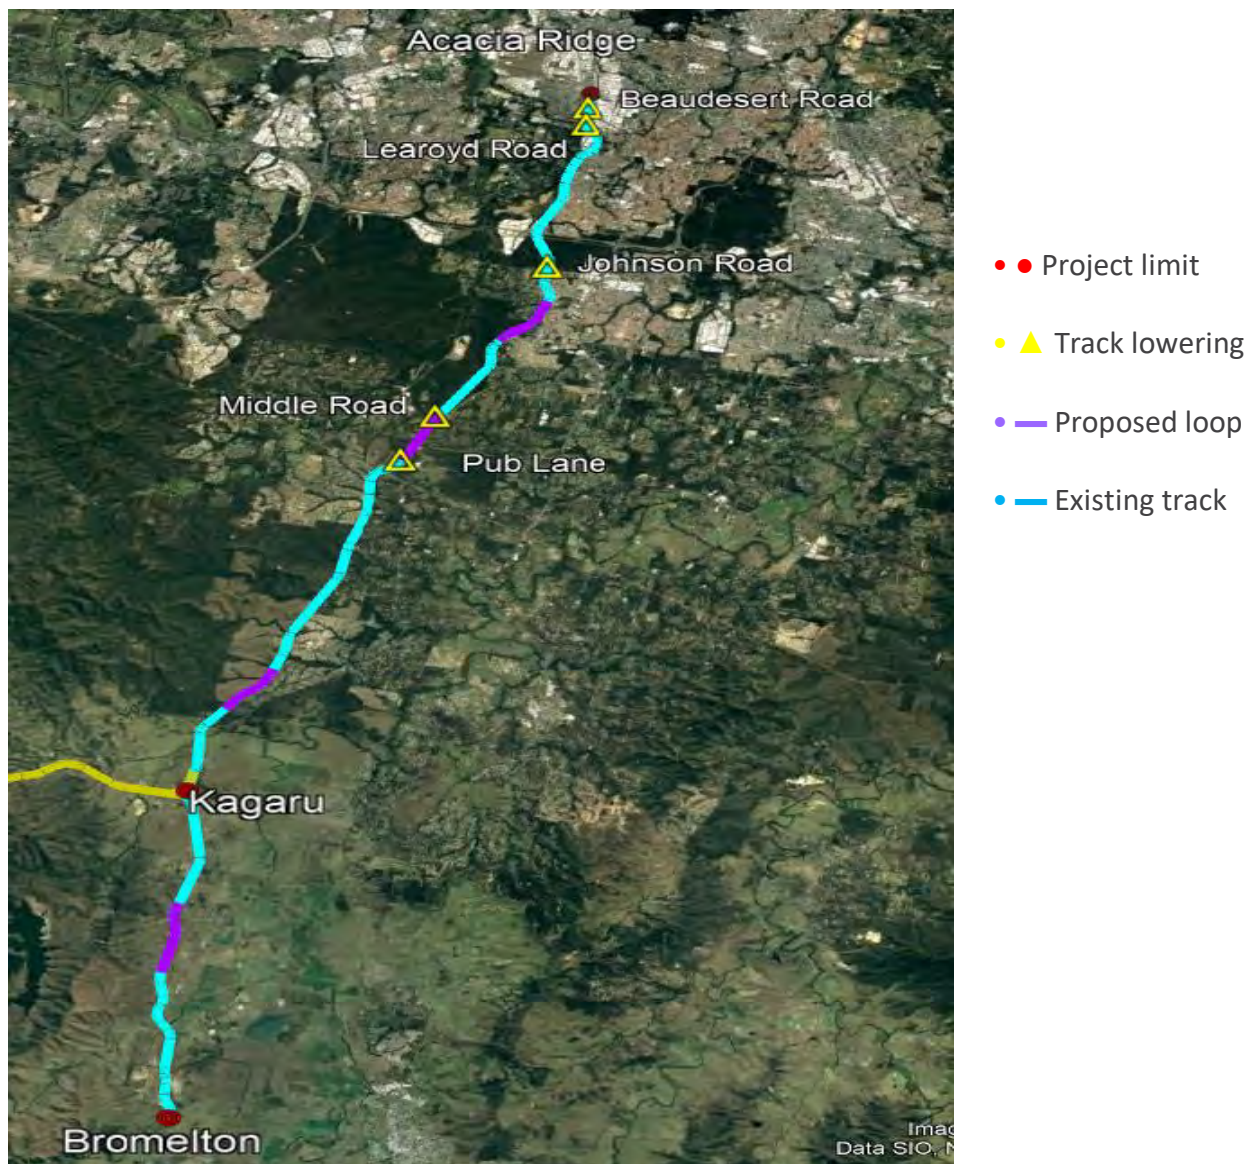 Acacia Ridge
Beaudesert Road
Learoyd Road
Johnson Road
Middle Road
Pub Lane
Kagaru
Bromelton
Data SIO, N
Project limit
Track lowering
Proposed loop
Existing track